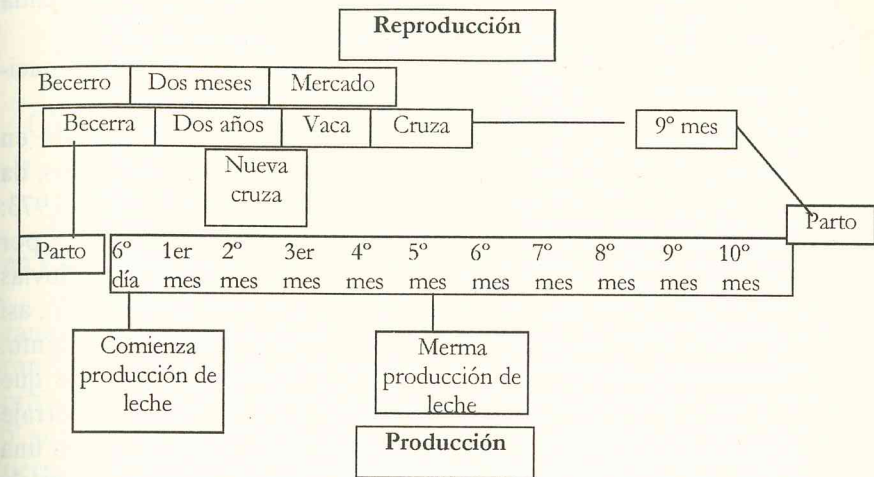 Reproducción
Becerro Dos meses Mercado
Becerra Dos años Vaca Cruza 9º mes
Nueva
cruza
Parto
Parto 6º 1er 2º 3er 4º 5º 6º 7º 8º 9º 10º
día mes mes mes mes mes mes mes mes mes mes
Comienza
producción de
leche
Merma
producción de
leche
Producción